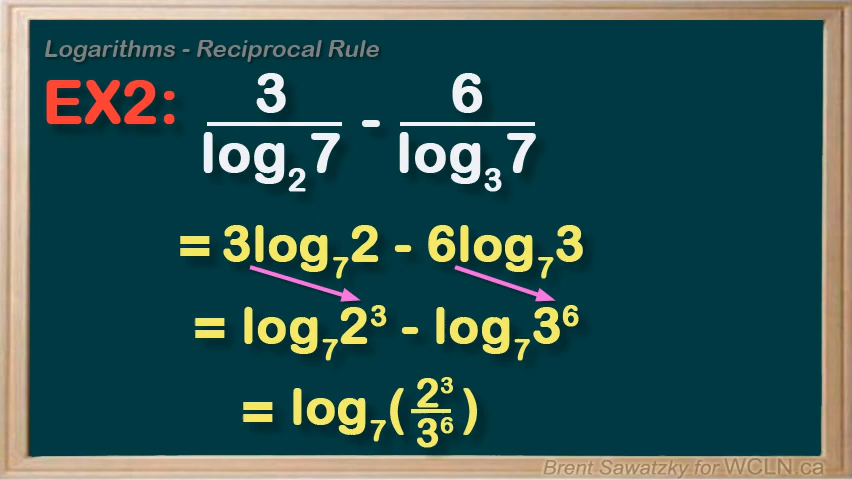 Logarithms - Reciprocal Rule
EX2: 3/log₂7 - 6/log₃7
= 3log₇2 - 6log₇3
= log₇2³ - log₇3⁶
= log₇(2³/3⁶)
Brent Sawatzky for WCLN.ca